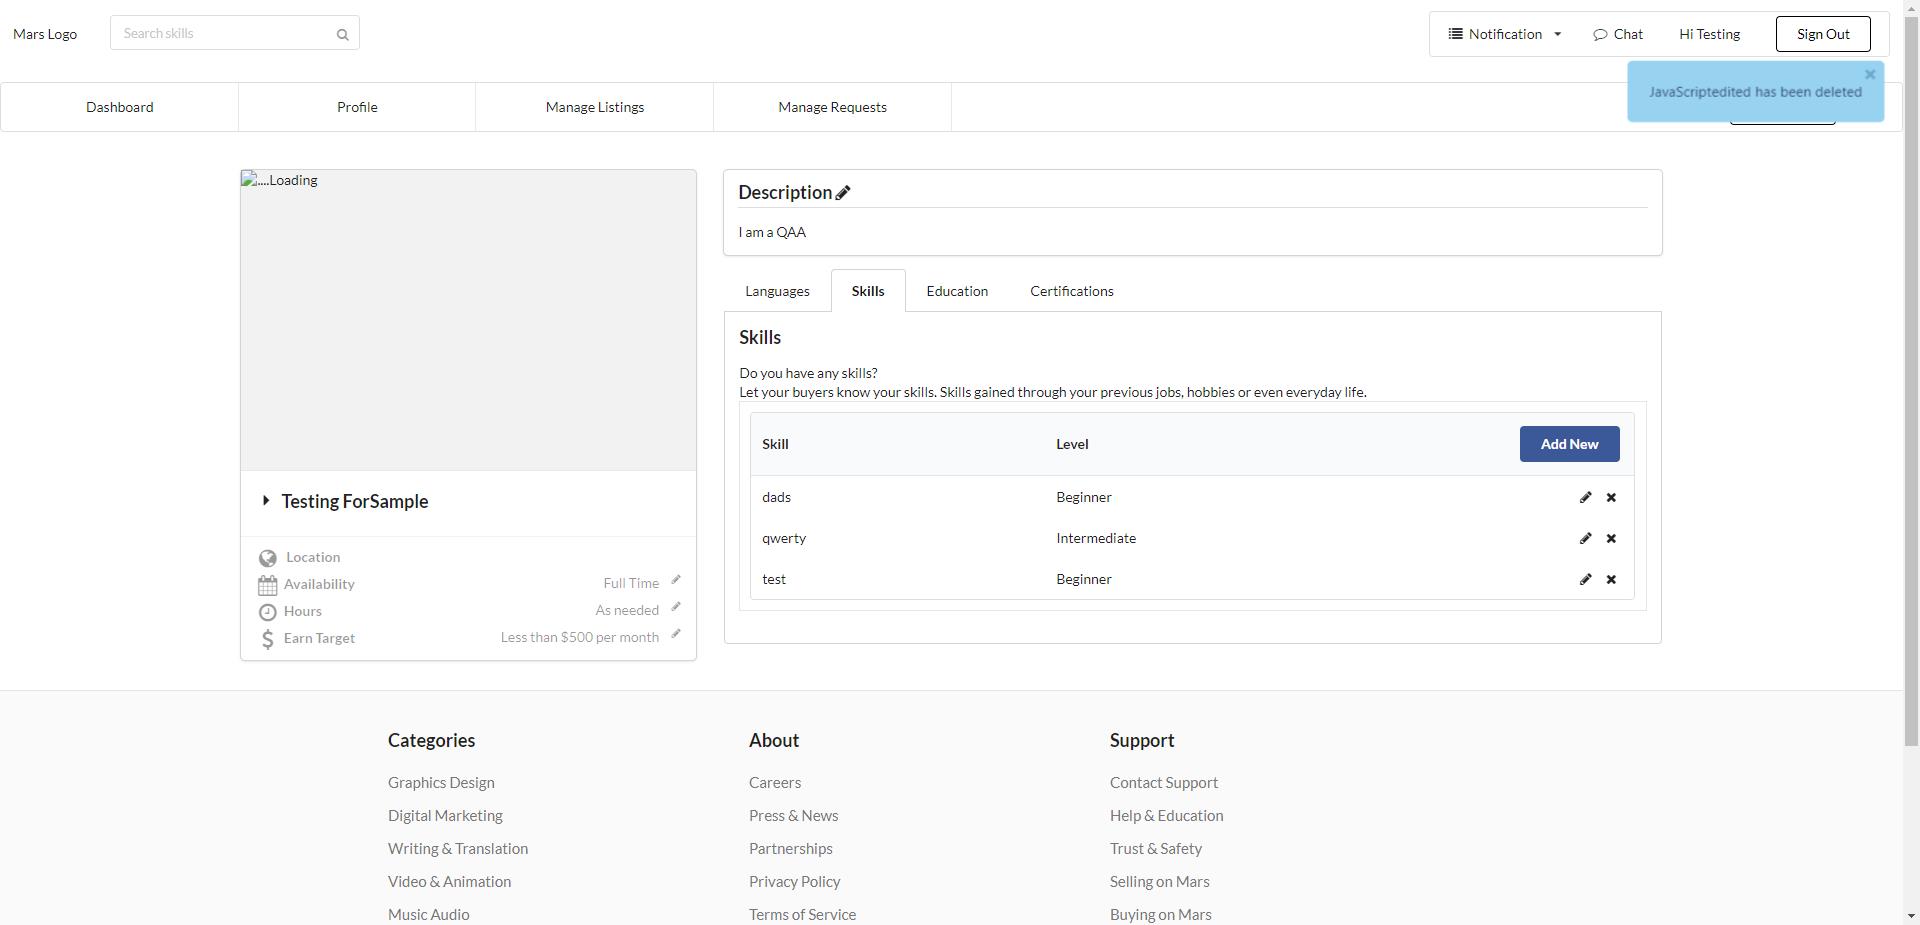 Mars Logo
Search skills
Notification
Chat
Hi Testing
Sign Out
JavaScriptedited has been deleted
Dashboard
Profile
Manage Listings
Manage Requests
....Loading
Testing ForSample
Location
Availability
Full Time
Hours
As needed
Earn Target
Less than $500 per month
Description
I am a QAA
Languages
Skills
Education
Certifications
Skills
Do you have any skills?
Let your buyers know your skills. Skills gained through your previous jobs, hobbies or even everyday life.
Skill
Level
Add New
dads
Beginner
qwerty
Intermediate
test
Beginner
Categories
Graphics Design
Digital Marketing
Writing & Translation
Video & Animation
Music Audio
About
Careers
Press & News
Partnerships
Privacy Policy
Terms of Service
Support
Contact Support
Help & Education
Trust & Safety
Selling on Mars
Buying on Mars